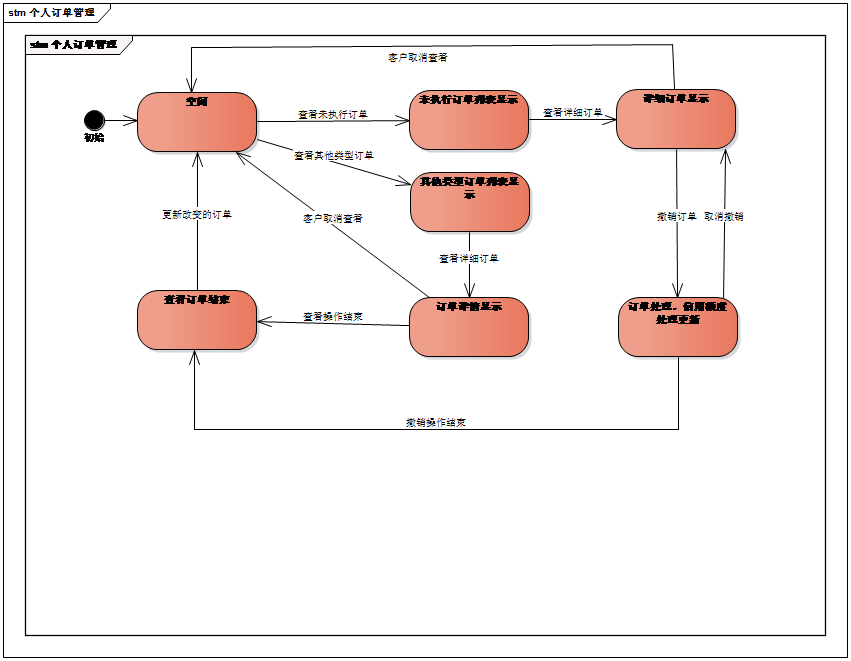 stm 个人订单管理
stm 个人订单管理
客户取消查看
空闲
未执行订单列表显示
详细订单显示
查看未执行订单
查看详细订单
初始
查看其他类型订单
其他类型订单列表显
示
更新改变的订单
客户取消查看
撤销订单
取消撤销
查看详细订单
查看订单结束
订单详情显示
订单处理、信用额度
处理更新
查看操作结束
撤销操作结束